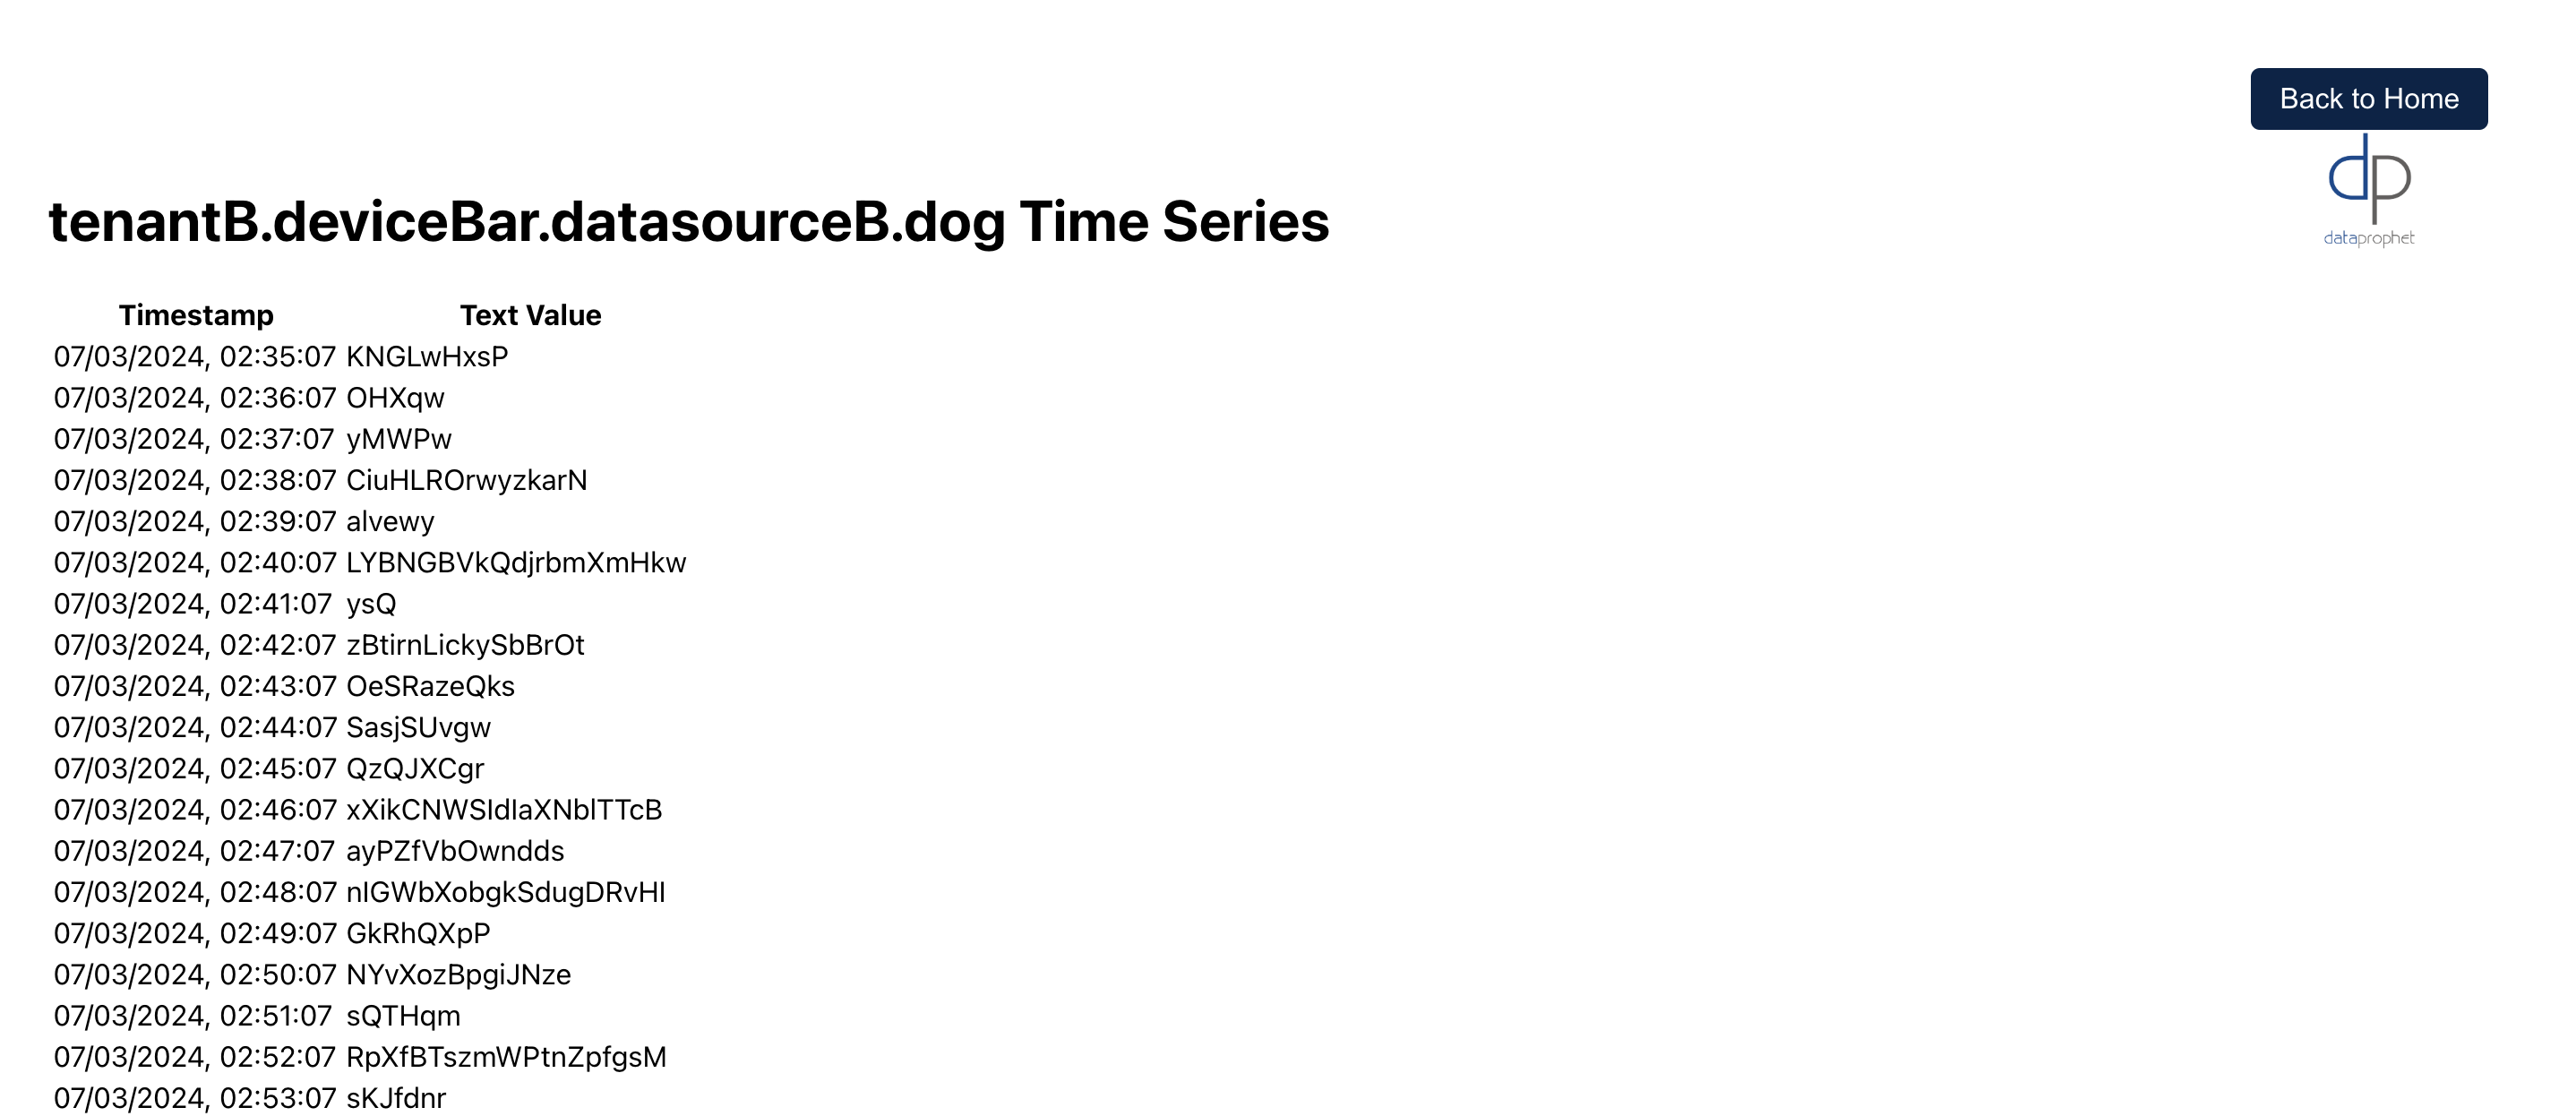 Back to Home
dp
dataprophet
tenantB.deviceBar.datasourceB.dog Time Series
Timestamp Text Value
07/03/2024, 02:35:07 KNGLwHxsP
07/03/2024, 02:36:07 OHXqw
07/03/2024, 02:37:07 yMWPw
07/03/2024, 02:38:07 CiuHLROrwyzkarN
07/03/2024, 02:39:07 alvewy
07/03/2024, 02:40:07 LYBNGBVkQdjrbmXmHkw
07/03/2024, 02:41:07 ysQ
07/03/2024, 02:42:07 zBtirnLickySbBrOt
07/03/2024, 02:43:07 OeSRazeQks
07/03/2024, 02:44:07 SasjSUvgw
07/03/2024, 02:45:07 QzQJXCgr
07/03/2024, 02:46:07 xXikCNWSIdIaXNblTTcB
07/03/2024, 02:47:07 ayPZfVbOwndds
07/03/2024, 02:48:07 nIGWbXobgkSdugDRvHI
07/03/2024, 02:49:07 GkRhQXpP
07/03/2024, 02:50:07 NYvXozBpgiJNze
07/03/2024, 02:51:07 sQTHqm
07/03/2024, 02:52:07 RpXfBTszmWPtnZpfgsM
07/03/2024, 02:53:07 sKJfdnr